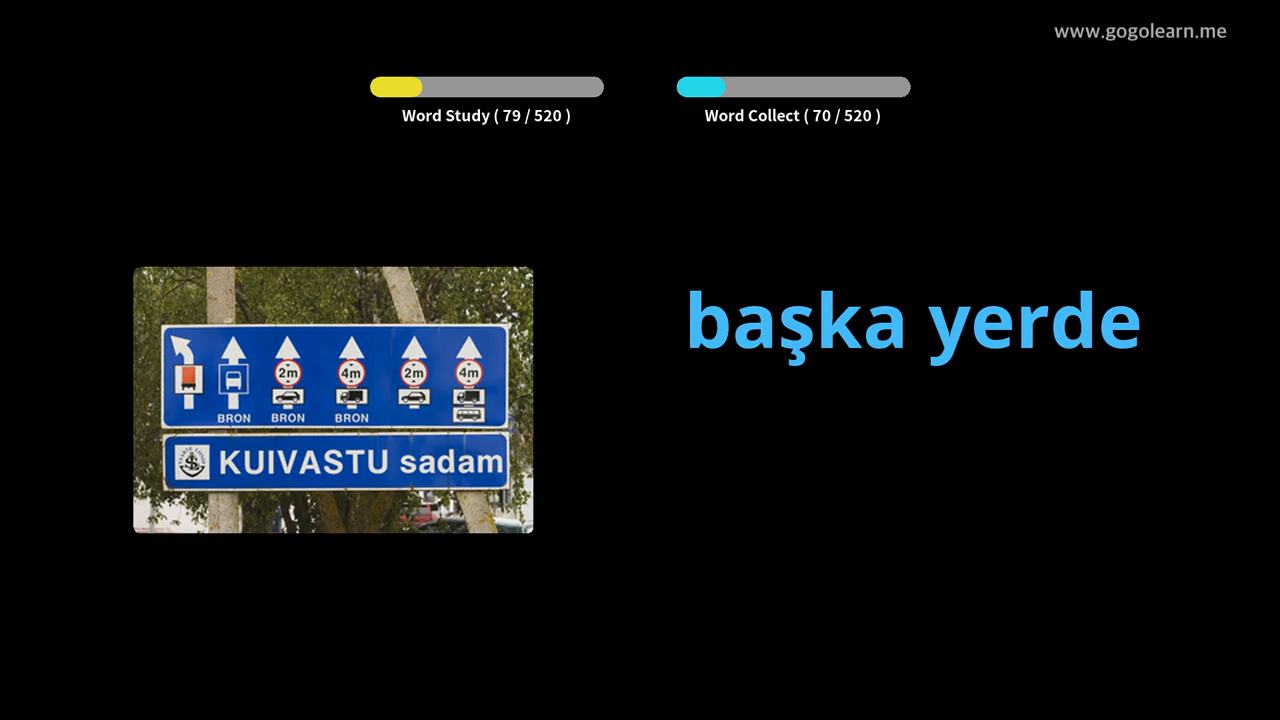 www.gogolearn.me
Word Study ( 79 / 520 )
Word Collect ( 70 / 520 )
başka yerde
2m 4m 2m 4m
BRON BRON BRON
KUIVASTU sadam